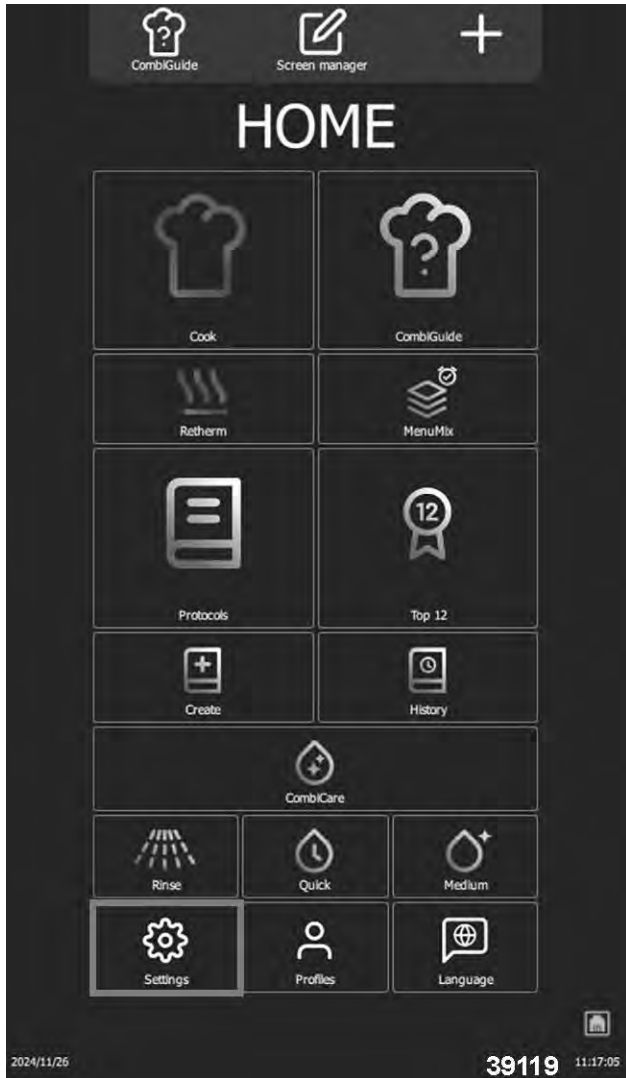 CombiGuide
Screen manager
HOME
Cook
CombiGuide
Retherm
MenuMix
12
Protocols
Top 12
Create
History
CombiCare
Rinse
Quick
Medium
Settings
Profiles
Language
2024/11/26
39119
11:17:05